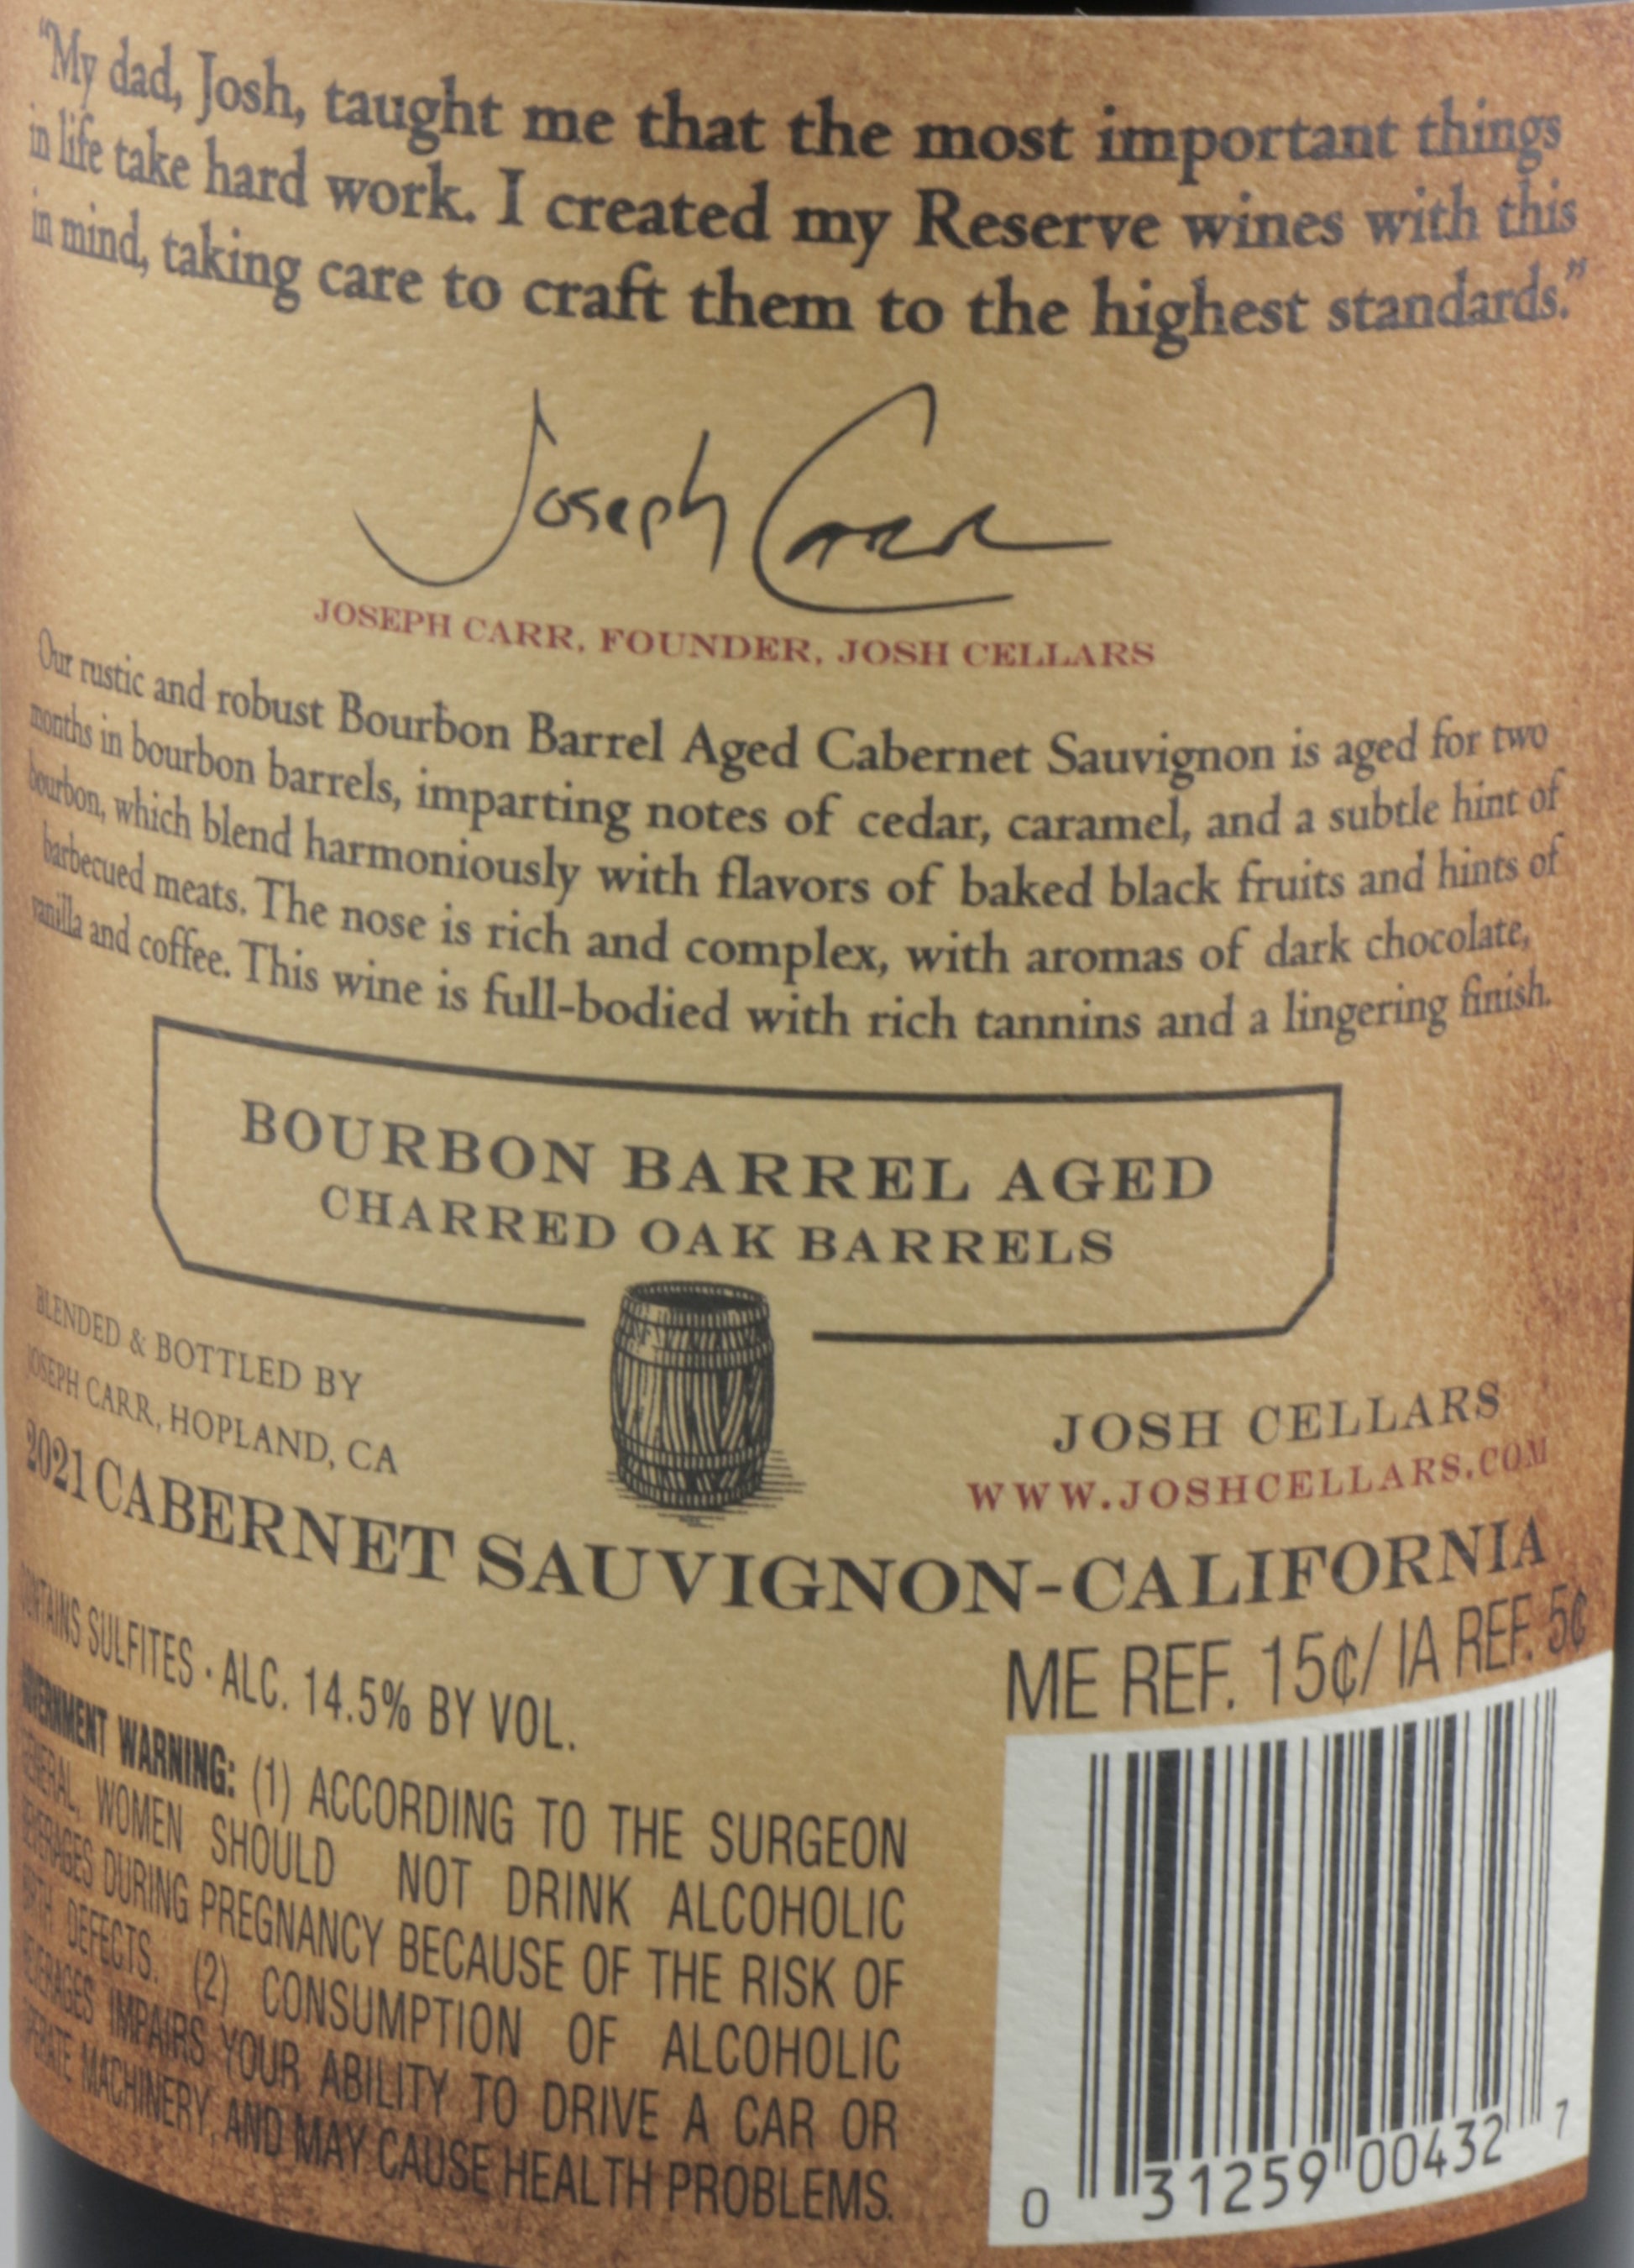 "My dad, Josh, taught me that the most important things
in life take hard work. I created my Reserve wines with this
in mind, taking care to craft them to the highest standards."
Joseph Carr
JOSEPH CARR, FOUNDER, JOSH CELLARS
Our rustic and robust Bourbon Barrel Aged Cabernet Sauvignon is aged for two
months in bourbon barrels, imparting notes of cedar, caramel, and a subtle hint of
bourbon, which blend harmoniously with flavors of baked black fruits and hints of
barbecued meats. The nose is rich and complex, with aromas of dark chocolate,
vanilla and coffee. This wine is full-bodied with rich tannins and a lingering finish.
BOURBON BARREL AGED
CHARRED OAK BARRELS
BLENDED & BOTTLED BY
JOSEPH CARR, HOPLAND, CA
JOSH CELLARS
WWW.JOSHCELLARS.COM
2021 CABERNET SAUVIGNON-CALIFORNIA
CONTAINS SULFITES · ALC. 14.5% BY VOL.
ME REF. 15¢/ IA REF. 5¢
GOVERNMENT WARNING: (1) ACCORDING TO THE SURGEON
GENERAL, WOMEN SHOULD NOT DRINK ALCOHOLIC
BEVERAGES DURING PREGNANCY BECAUSE OF THE RISK OF
BIRTH DEFECTS. (2) CONSUMPTION OF ALCOHOLIC
BEVERAGES IMPAIRS YOUR ABILITY TO DRIVE A CAR OR
OPERATE MACHINERY, AND MAY CAUSE HEALTH PROBLEMS.
0 31259 00432 7